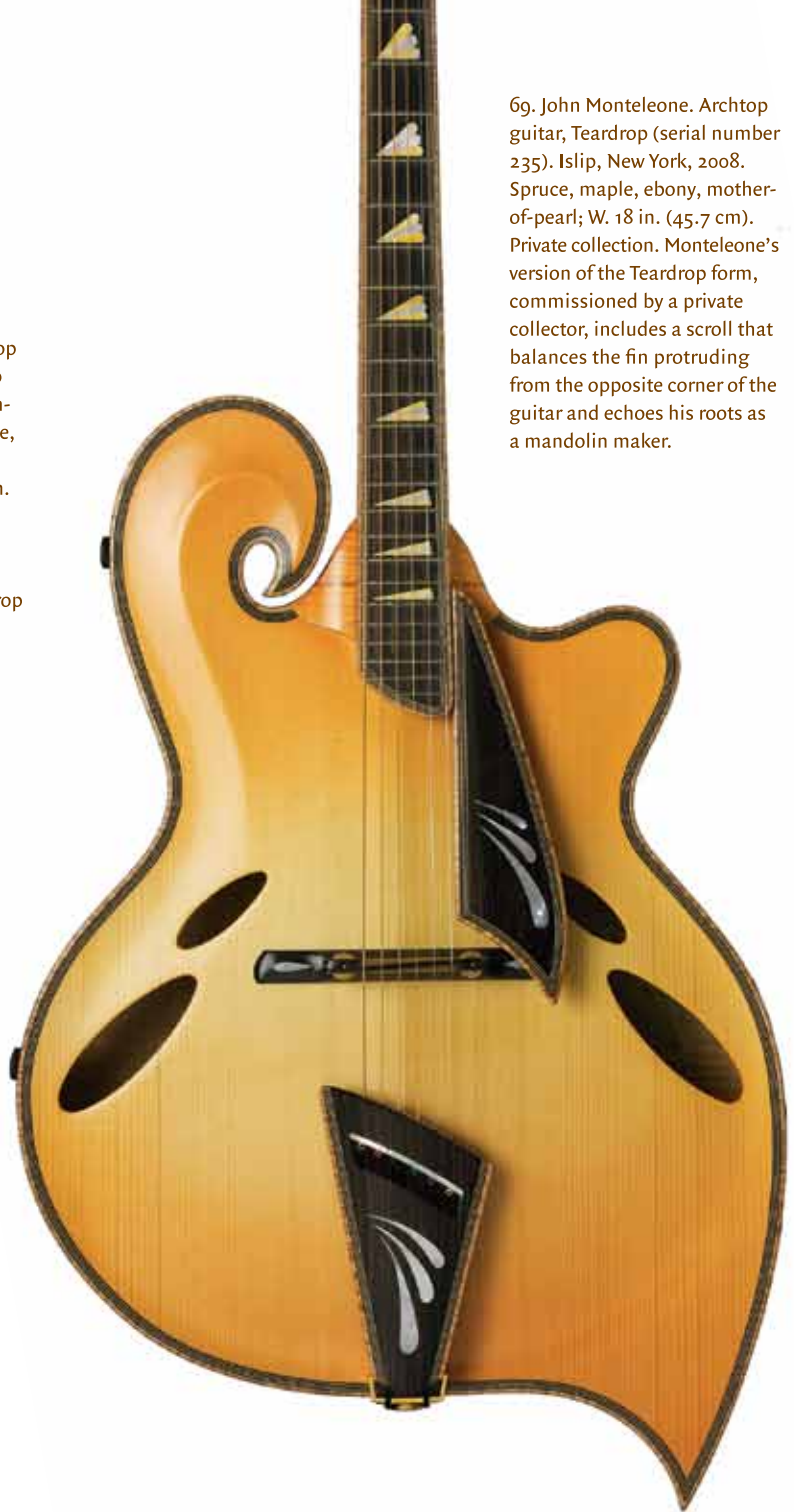 69. John Monteleone. Archtop
guitar, Teardrop (serial number
235). Islip, New York, 2008.
Spruce, maple, ebony, mother-
of-pearl; W. 18 in. (45.7 cm).
Private collection. Monteleone’s
version of the Teardrop form,
commissioned by a private
collector, includes a scroll that
balances the fin protruding
from the opposite corner of the
guitar and echoes his roots as
a mandolin maker.